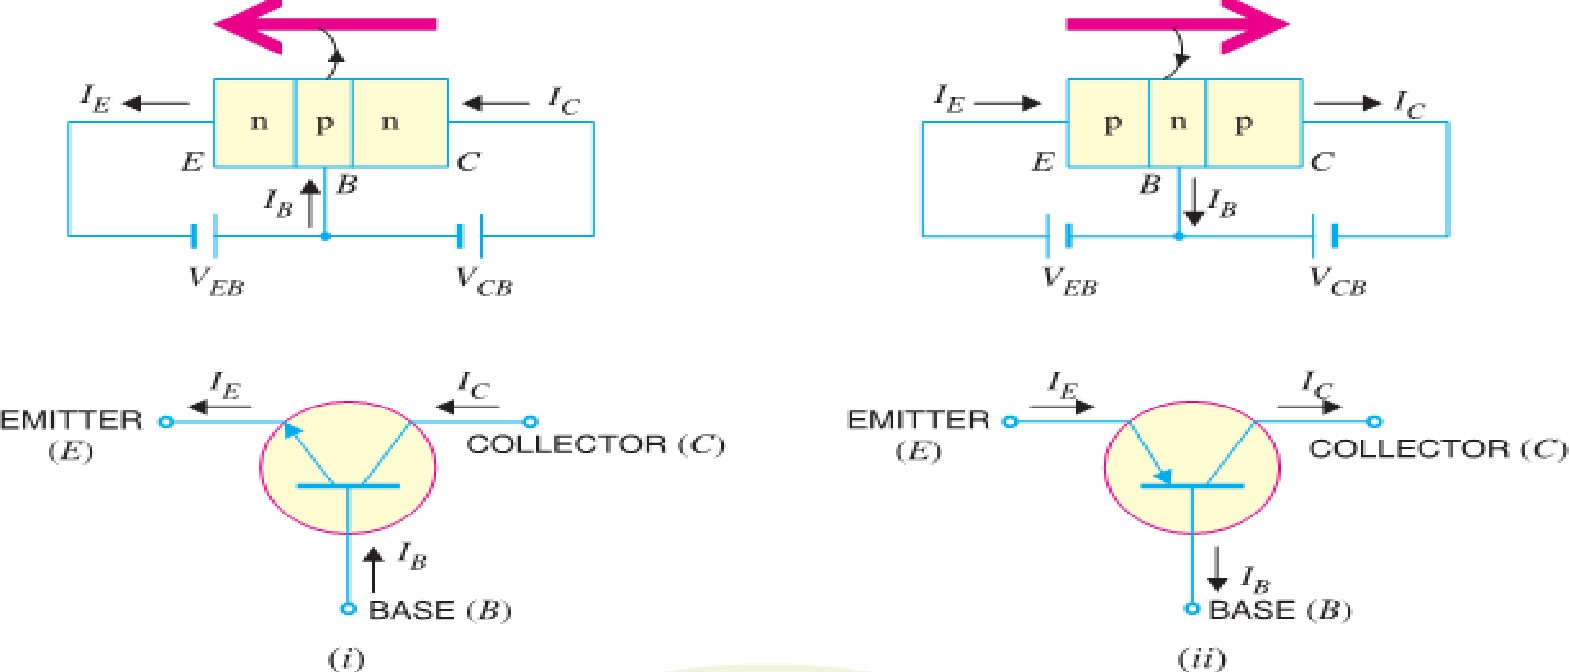 I_E I_C
n p n
E C
B
I_B
V_EB V_CB
I_E I_C
EMITTER
(E)
COLLECTOR (C)
I_B
BASE (B)
(i)
I_E I_C
p n p
E C
B
I_B
V_EB V_CB
I_E I_C
EMITTER
(E)
COLLECTOR (C)
I_B
BASE (B)
(ii)